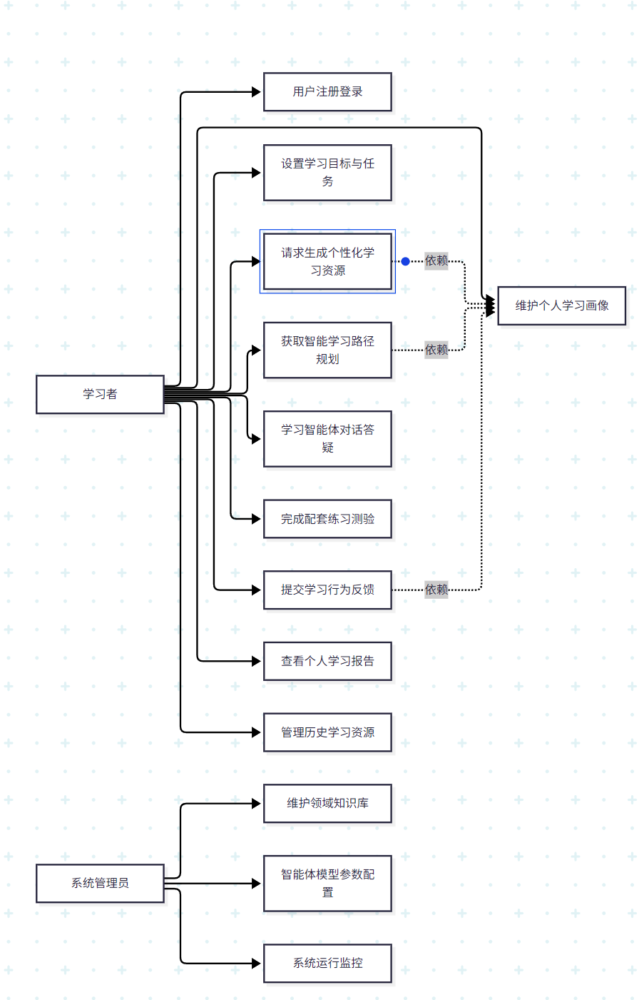 用户注册登录
设置学习目标与任
务
请求生成个性化学
习资源
依赖
维护个人学习画像
获取智能学习路径
规划
依赖
学习者
学习智能体对话答
疑
完成配套练习测验
提交学习行为反馈
依赖
查看个人学习报告
管理历史学习资源
维护领域知识库
系统管理员
智能体模型参数配
置
系统运行监控